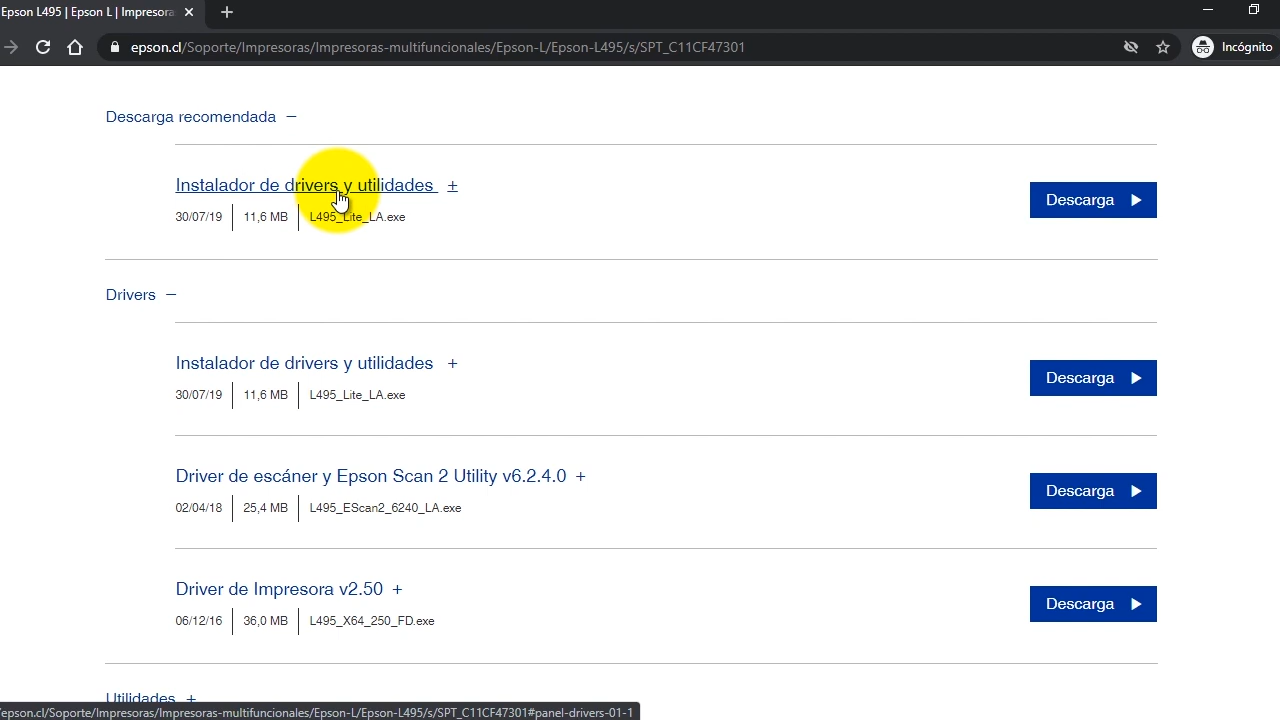 Epson L495 | Epson L | Impresora
epson.cl/Soporte/Impresoras/Impresoras-multifuncionales/Epson-L/Epson-L495/s/SPT_C11CF47301
Incógnito
Descarga recomendada −
Instalador de drivers y utilidades +
30/07/19 11,6 MB L495_Lite_LA.exe
Descarga
Drivers −
Instalador de drivers y utilidades +
30/07/19 11,6 MB L495_Lite_LA.exe
Descarga
Driver de escáner y Epson Scan 2 Utility v6.2.4.0 +
02/04/18 25,4 MB L495_EScan2_6240_LA.exe
Descarga
Driver de Impresora v2.50 +
06/12/16 36,0 MB L495_X64_250_FD.exe
Descarga
Utilidades +
/epson.cl/Soporte/Impresoras/Impresoras-multifuncionales/Epson-L/Epson-L495/s/SPT_C11CF47301#panel-drivers-01-1